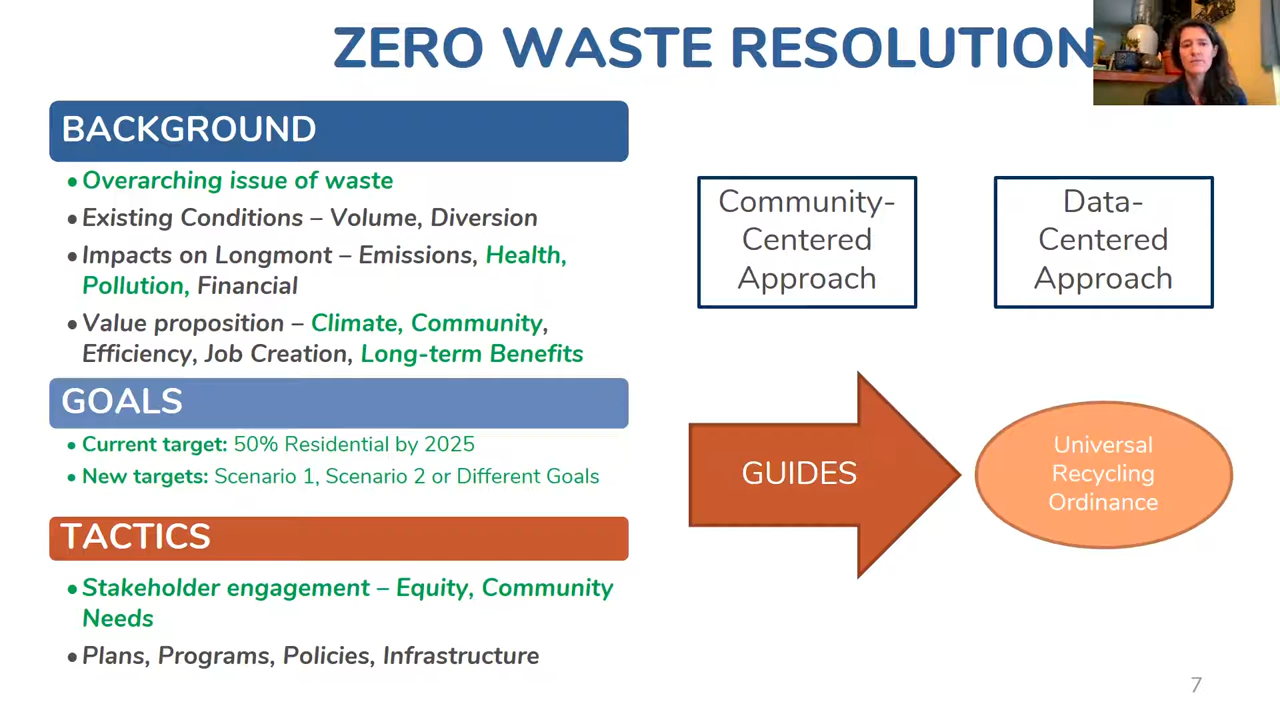 ZERO WASTE RESOLUTION
BACKGROUND
• Overarching issue of waste
• Existing Conditions – Volume, Diversion
• Impacts on Longmont – Emissions, Health,
Pollution, Financial
• Value proposition – Climate, Community,
Efficiency, Job Creation, Long-term Benefits
GOALS
• Current target: 50% Residential by 2025
• New targets: Scenario 1, Scenario 2 or Different Goals
TACTICS
• Stakeholder engagement – Equity, Community
Needs
• Plans, Programs, Policies, Infrastructure
Community-
Centered
Approach
Data-
Centered
Approach
GUIDES
Universal
Recycling
Ordinance
7